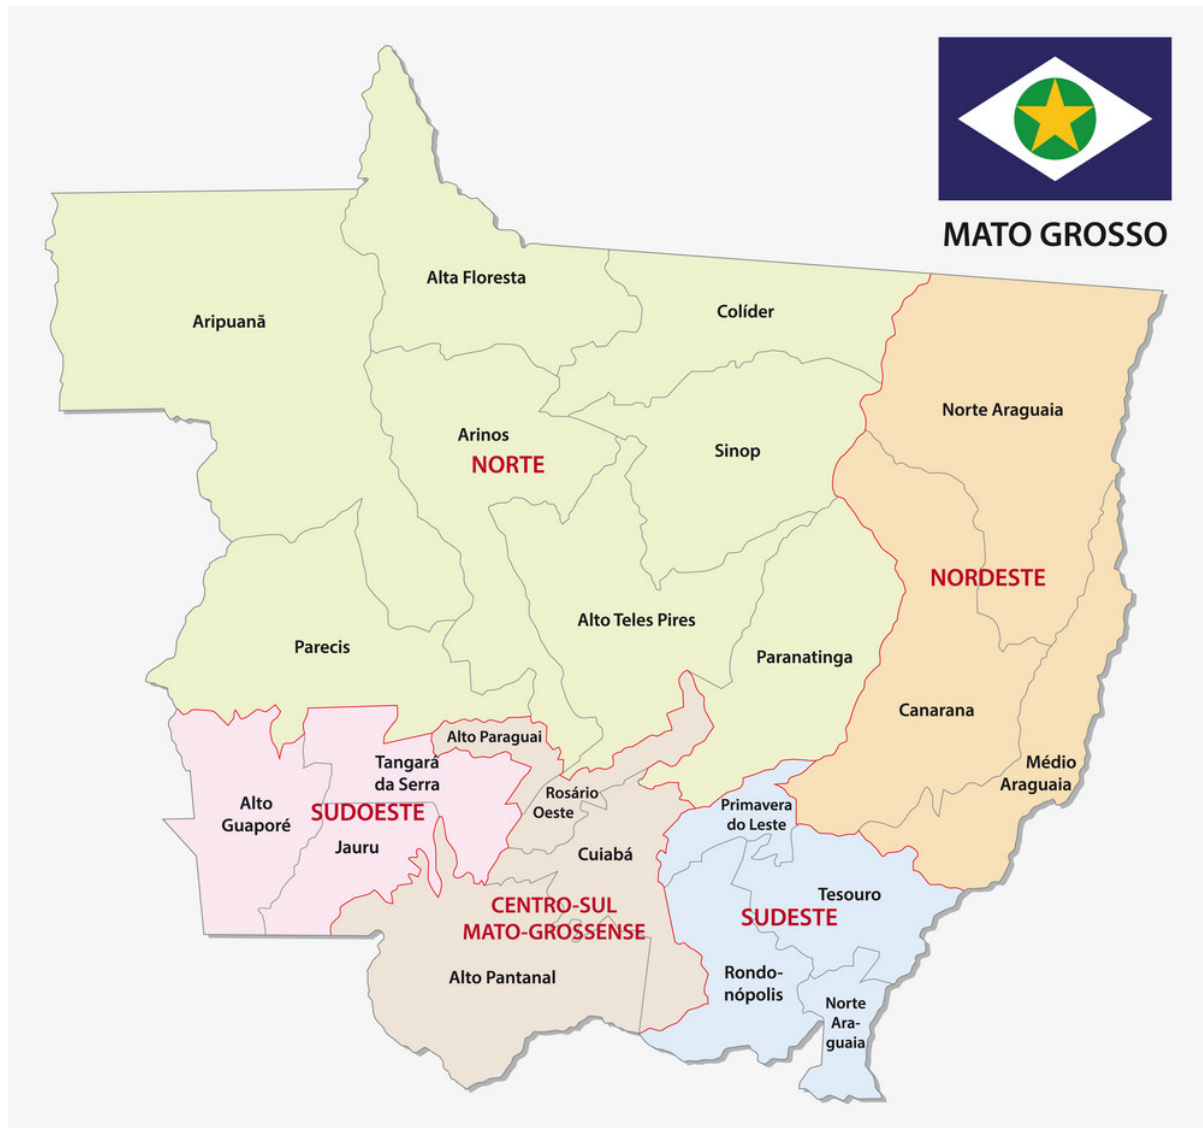 MATO GROSSO
Alta Floresta
Aripuanã
Colíder
Norte Araguaia
Arinos
NORTE
Sinop
NORDESTE
Alto Teles Pires
Parecis
Paranatinga
Canarana
Alto Paraguai
Tangará
da Serra
Médio
Araguaia
Rosário
Oeste
Alto
Guaporé
SUDOESTE
Primavera
do Leste
Jauru
Cuiabá
Tesouro
CENTRO-SUL
MATO-GROSSENSE
SUDESTE
Alto Pantanal
Rondo-
nópolis
Norte
Ara-
guaia